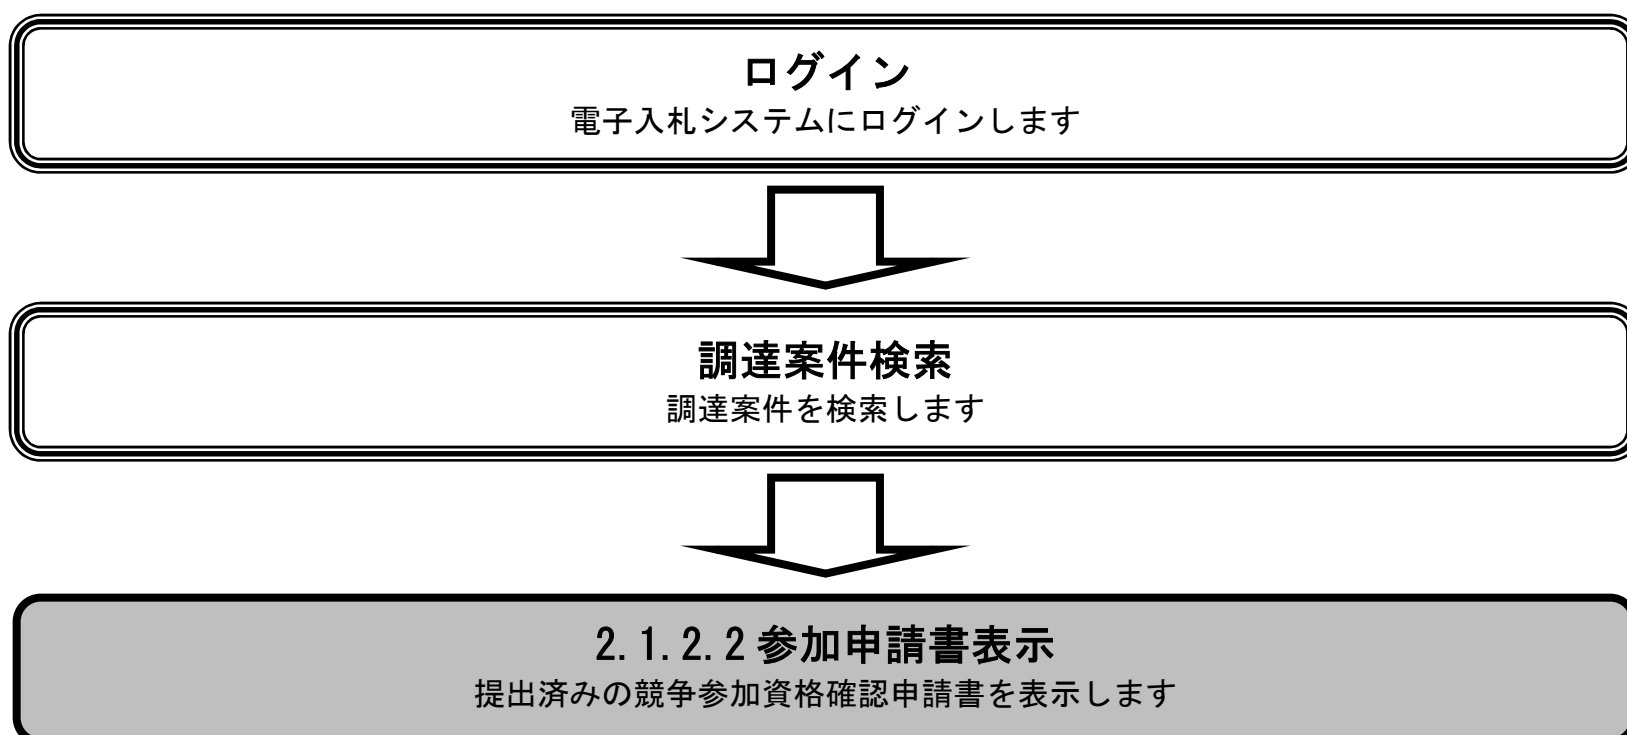 ログイン
電子入札システムにログインします
調達案件検索
調達案件を検索します
2.1.2.2 参加申請書表示
提出済みの競争参加資格確認申請書を表示します